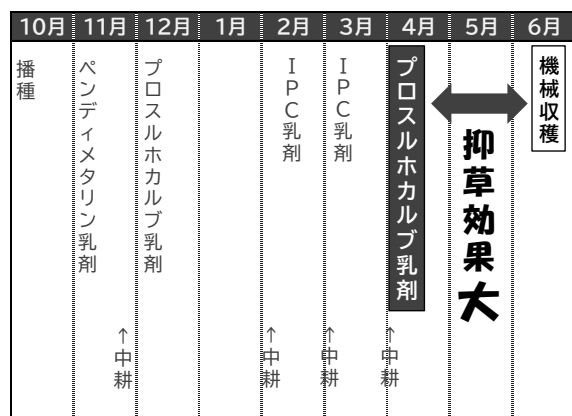 10月 11月 12月 1月 2月 3月 4月 5月 6月
播種
ペンディメタリン乳剤
プロスルホカルブ乳剤
IPC乳剤
IPC乳剤
プロスルホカルブ乳剤
抑草効果大
機械収穫
↑中耕
↑中耕
↑中耕
↑中耕